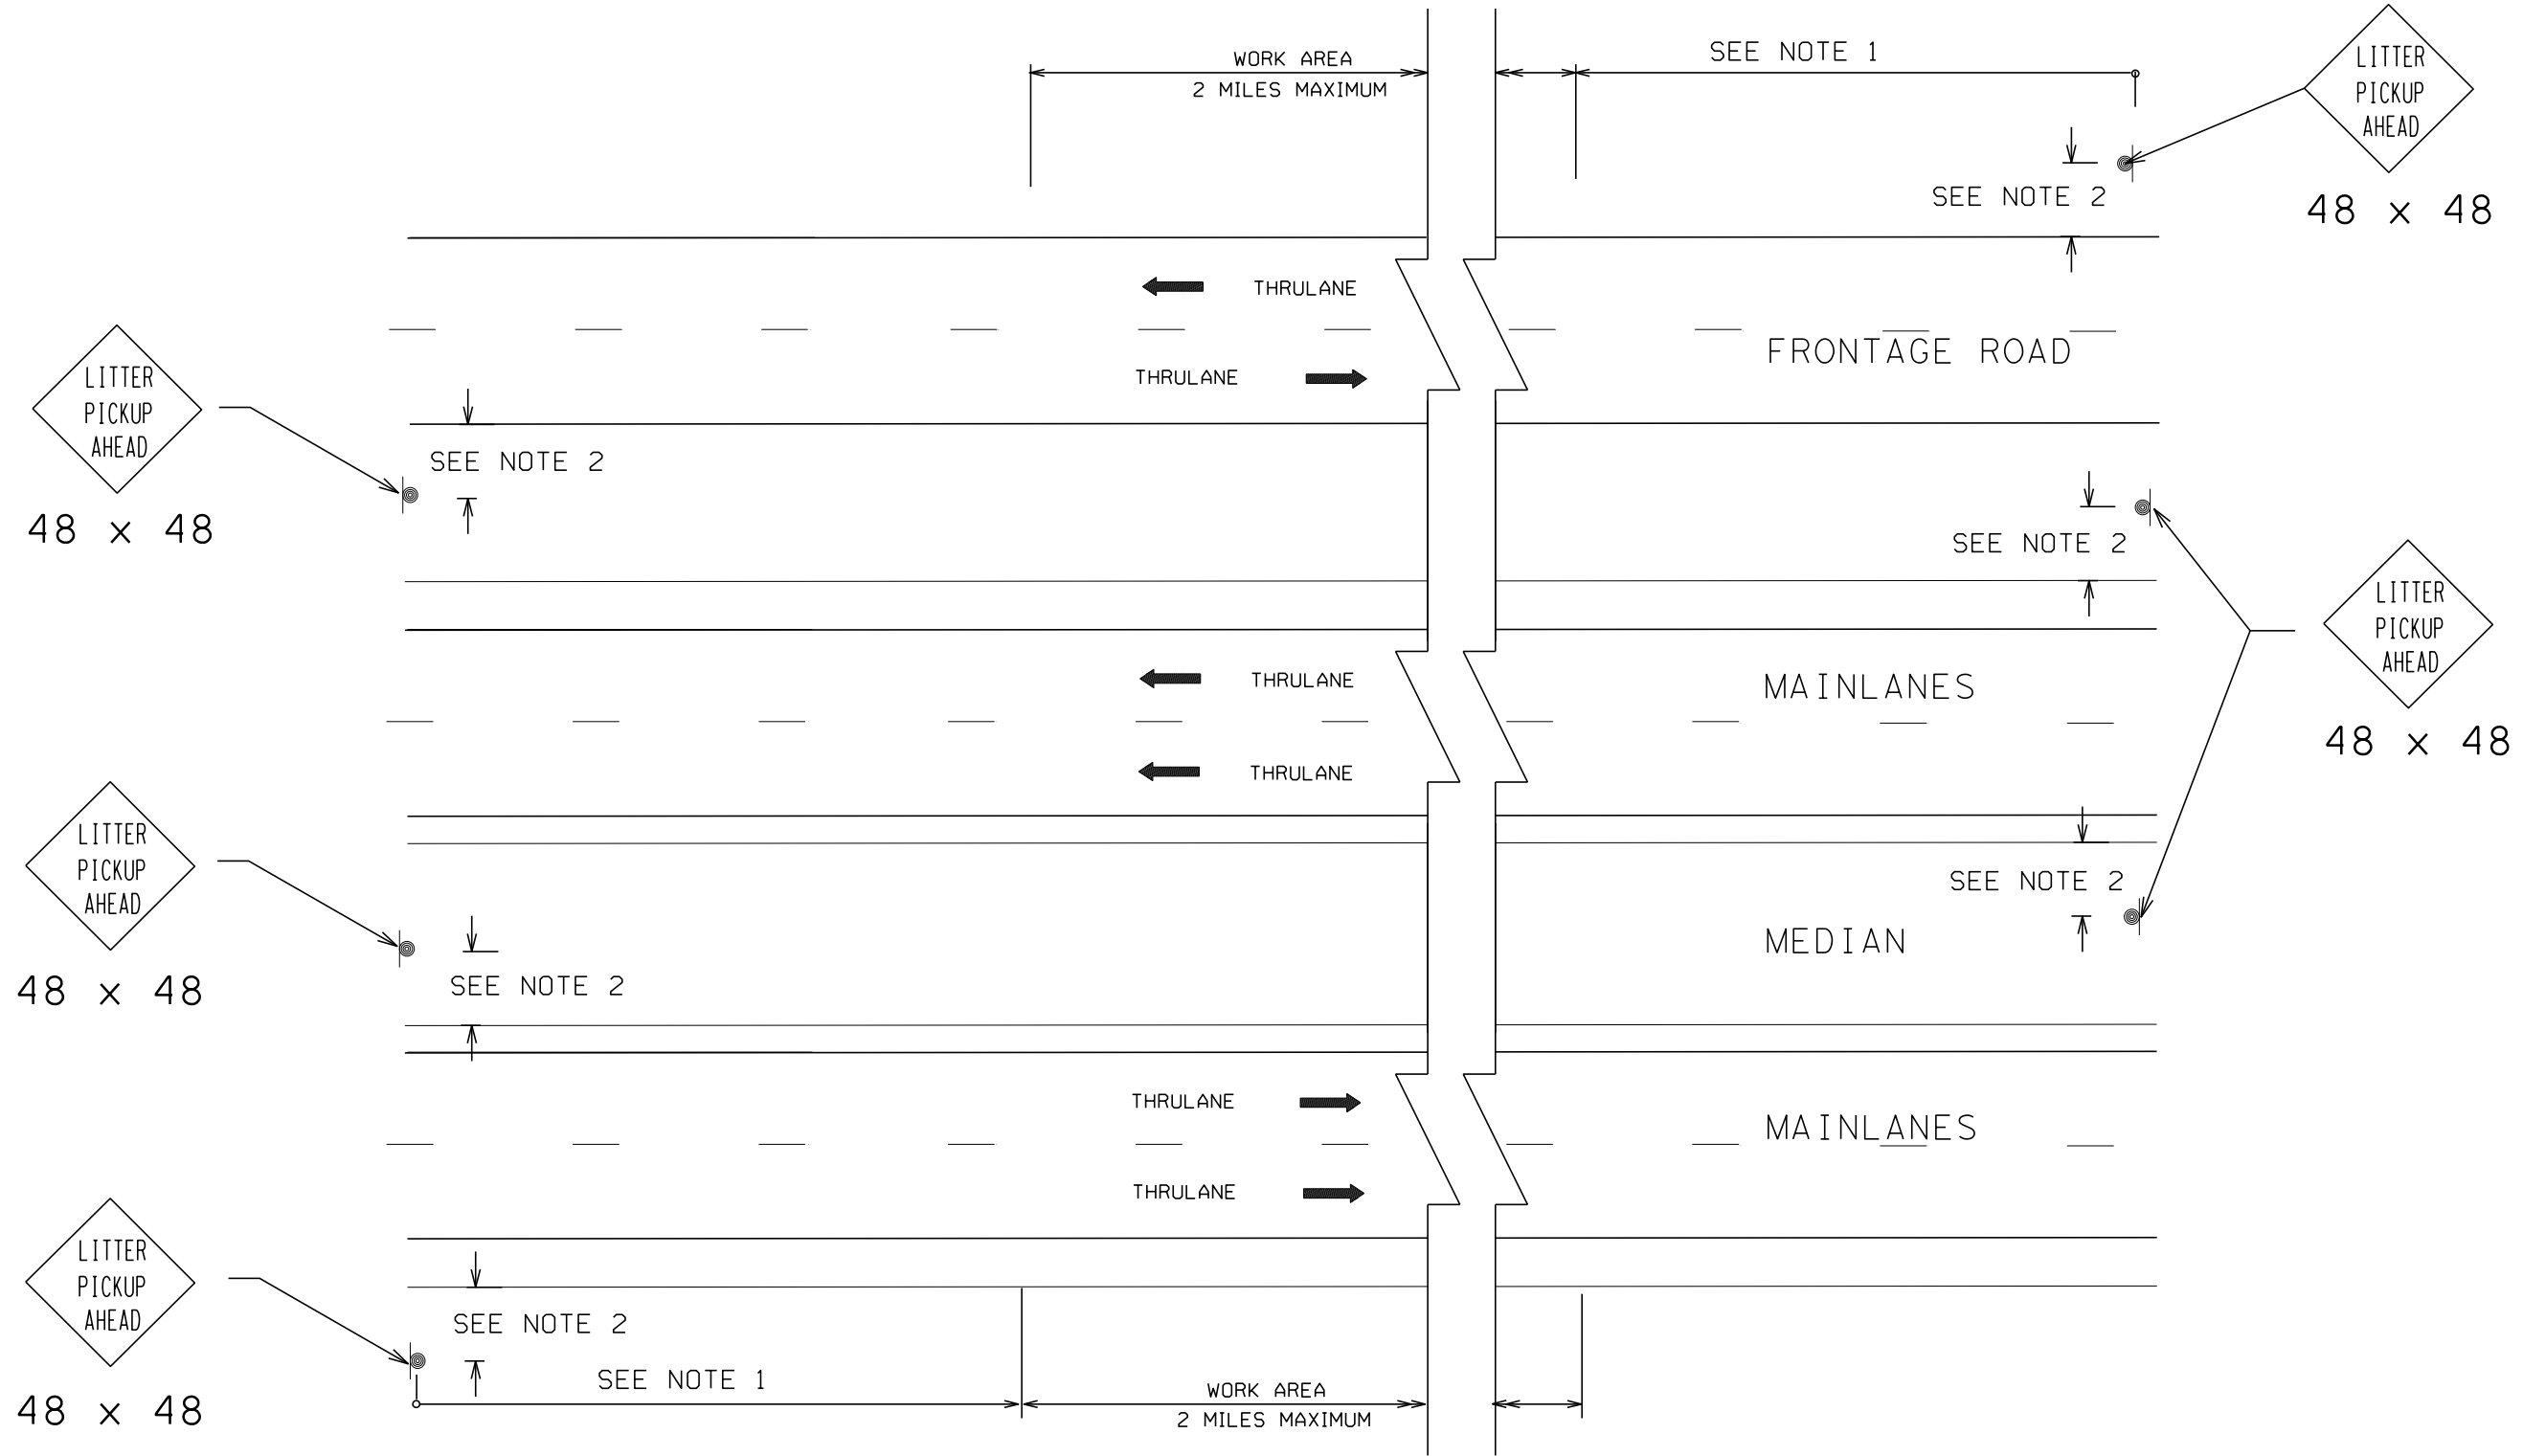 WORK AREA
2 MILES MAXIMUM
SEE NOTE 1
LITTER
PICKUP
AHEAD
48 x 48
SEE NOTE 2
THRULANE
FRONTAGE ROAD
THRULANE
LITTER
PICKUP
AHEAD
48 x 48
SEE NOTE 2
SEE NOTE 2
LITTER
PICKUP
AHEAD
48 x 48
THRULANE
MAINLANES
THRULANE
LITTER
PICKUP
AHEAD
48 x 48
SEE NOTE 2
MEDIAN
SEE NOTE 2
THRULANE
MAINLANES
THRULANE
LITTER
PICKUP
AHEAD
48 x 48
SEE NOTE 2
SEE NOTE 1
WORK AREA
2 MILES MAXIMUM